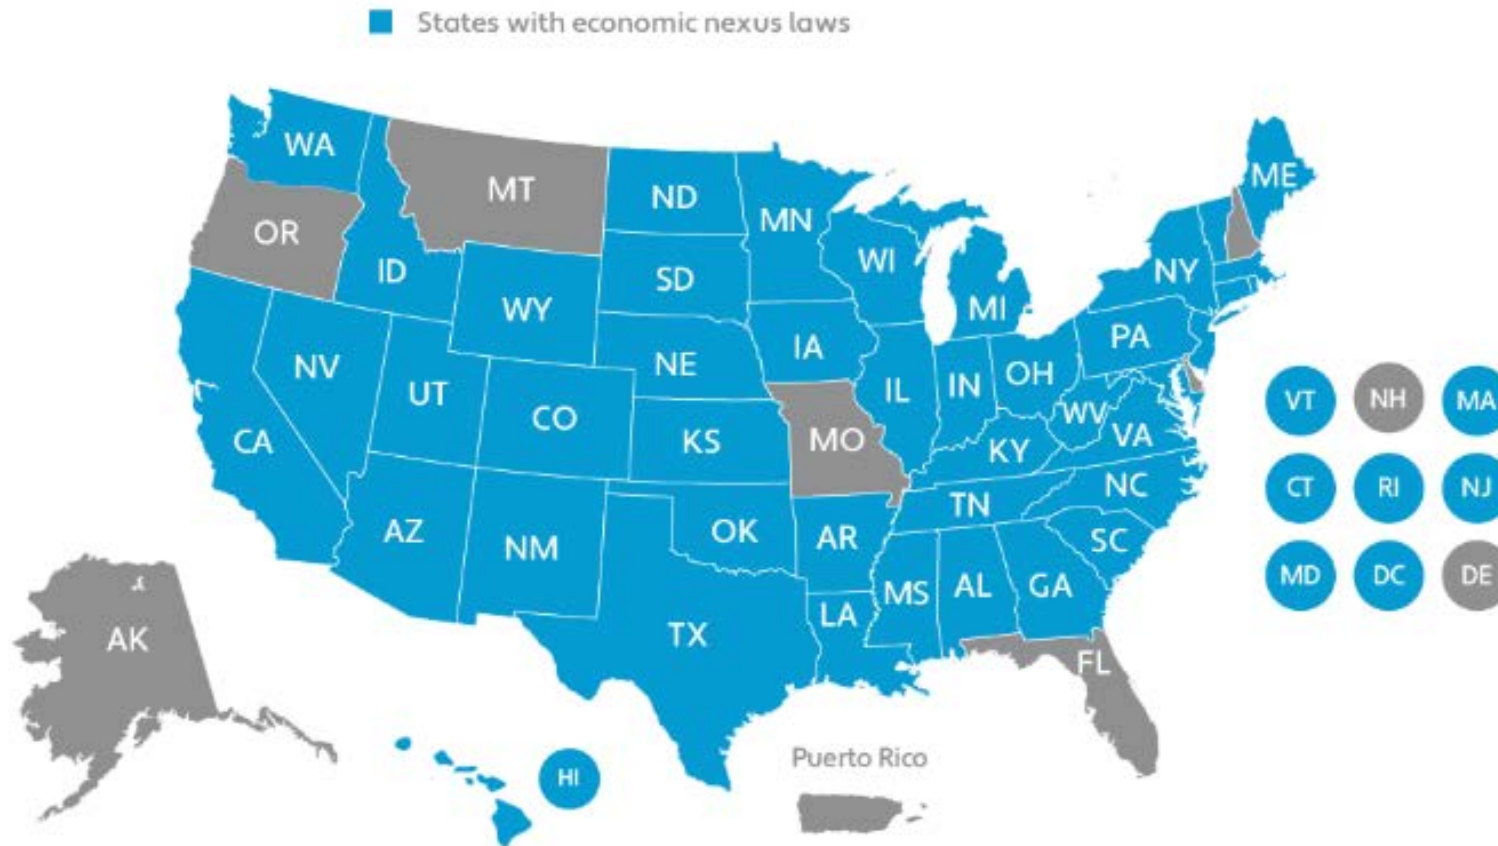 States with economic nexus laws
WA
MT
ND
MN
ME
OR
ID
SD
WI
NY
WY
MI
IA
PA
NV
NE
UT
IL
IN
OH
CO
WV
VA
CA
KS
MO
KY
VT
NH
MA
NC
TN
CT
RI
NJ
AZ
NM
OK
AR
SC
MS
AL
GA
MD
DC
DE
LA
TX
AK
FL
HI
Puerto Rico